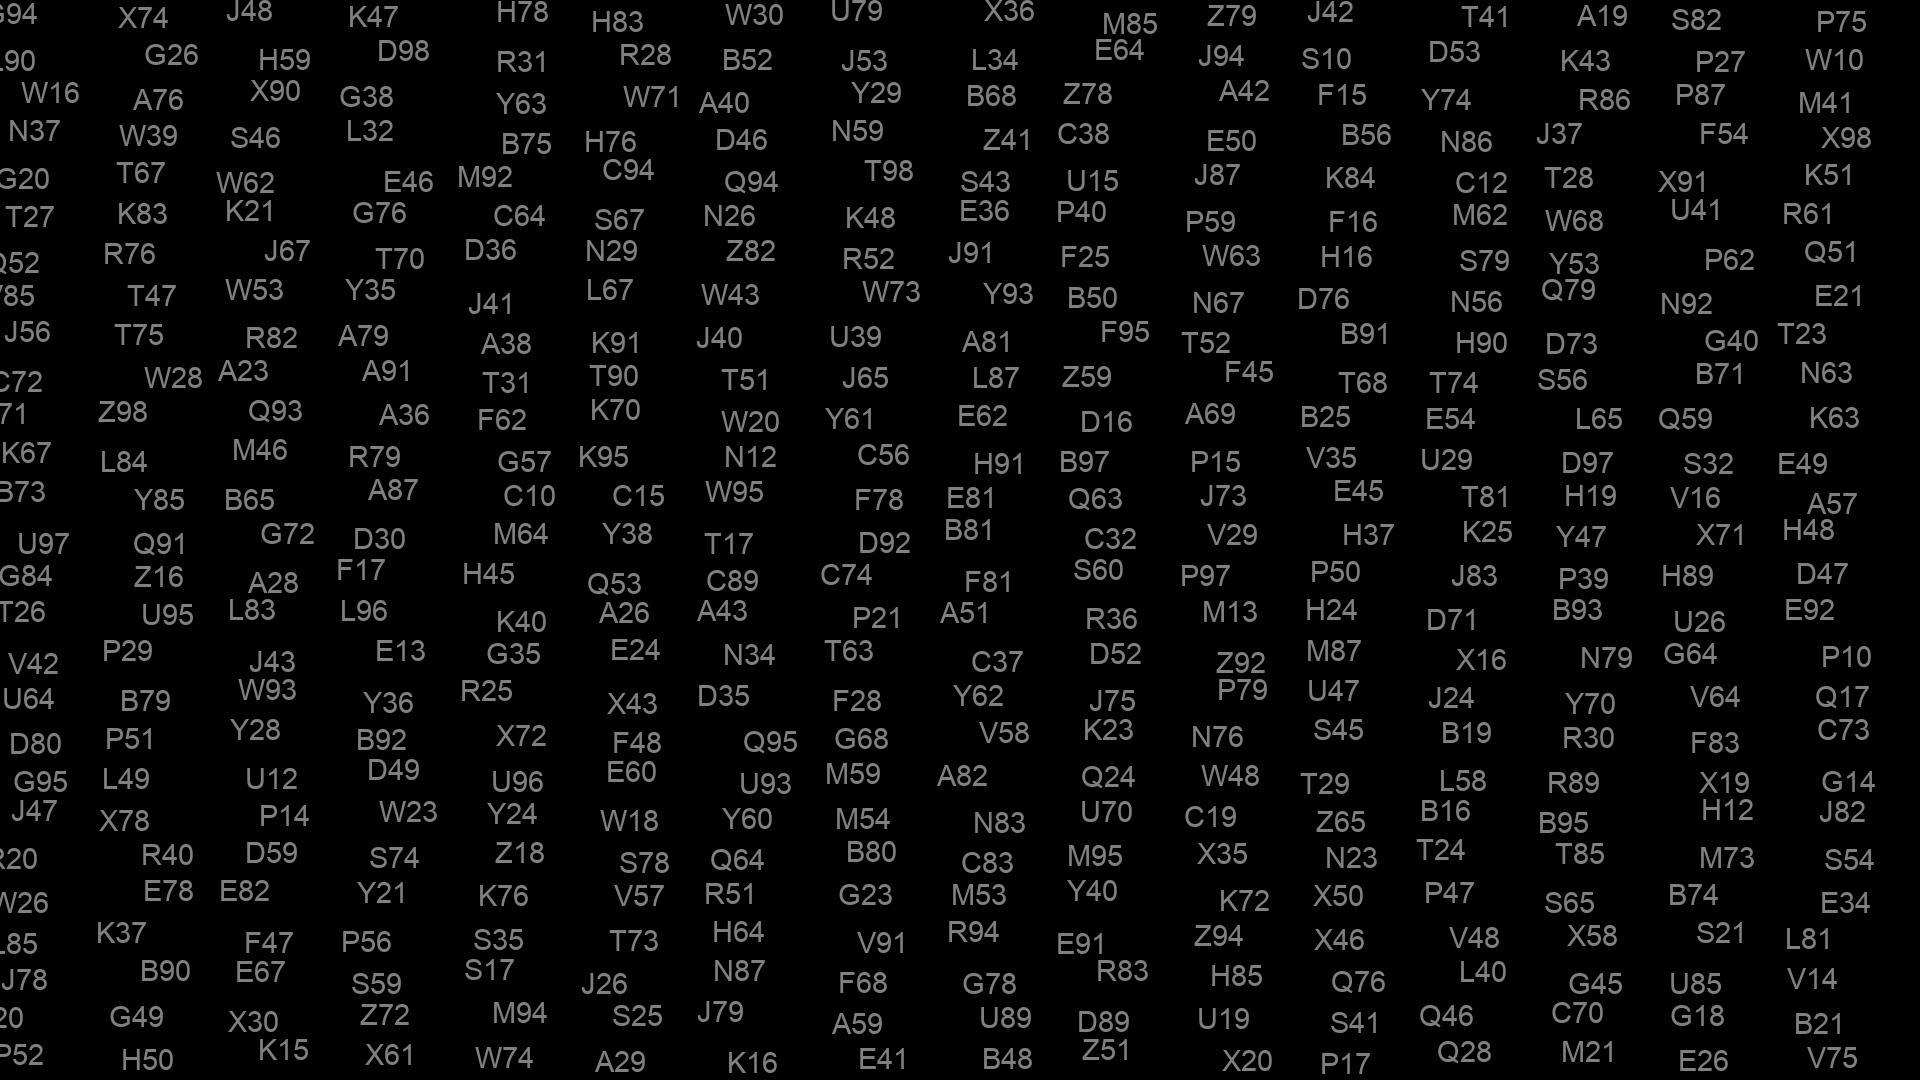 X74 J48 K47 H78 H83 W30 U79 X36 M85 Z79 J42 T41 A19 S82 P75
G26 H59 D98 R31 R28 B52 J53 L34 E64 J94 S10 D53 K43 P27 W10
W16 A76 X90 G38 Y63 W71 A40 Y29 B68 Z78 A42 F15 Y74 R86 P87 M41
N37 W39 S46 L32 B75 H76 D46 N59 Z41 C38 E50 B56 N86 J37 F54 X98
G20 T67 W62 E46 M92 C94 Q94 T98 S43 U15 J87 K84 C12 T28 X91 K51
T27 K83 K21 G76 C64 S67 N26 K48 E36 P40 P59 F16 M62 W68 U41 R61
Q52 R76 J67 T70 D36 N29 Z82 R52 J91 F25 W63 H16 S79 Y53 P62 Q51
T47 W53 Y35 J41 L67 W43 W73 Y93 B50 N67 D76 N56 Q79 N92 E21
J56 T75 R82 A79 A38 K91 J40 U39 A81 F95 T52 B91 H90 D73 G40 T23
C72 W28 A23 A91 T31 T90 T51 J65 L87 Z59 F45 T68 T74 S56 B71 N63
Z98 Q93 A36 F62 K70 W20 Y61 E62 D16 A69 B25 E54 L65 Q59 K63
K67 L84 M46 R79 G57 K95 N12 C56 H91 B97 P15 V35 U29 D97 S32 E49
B73 Y85 B65 A87 C10 C15 W95 F78 E81 Q63 J73 E45 T81 H19 V16 A57
U97 Q91 G72 D30 M64 Y38 T17 D92 B81 C32 V29 H37 K25 Y47 X71 H48
G84 Z16 A28 F17 H45 Q53 C89 C74 F81 S60 P97 P50 J83 P39 H89 D47
T26 U95 L83 L96 K40 A26 A43 P21 A51 R36 M13 H24 D71 B93 U26 E92
V42 P29 J43 E13 G35 E24 N34 T63 C37 D52 Z92 M87 X16 N79 G64 P10
U64 B79 W93 Y36 R25 X43 D35 F28 Y62 J75 P79 U47 J24 Y70 V64 Q17
D80 P51 Y28 B92 X72 F48 Q95 G68 V58 K23 N76 S45 B19 R30 F83 C73
G95 L49 U12 D49 U96 E60 U93 M59 A82 Q24 W48 T29 L58 R89 X19 G14
J47 X78 P14 W23 Y24 W18 Y60 M54 N83 U70 C19 Z65 B16 B95 H12 J82
R20 R40 D59 S74 Z18 S78 Q64 B80 C83 M95 X35 N23 T24 T85 M73 S54
W26 E78 E82 Y21 K76 V57 R51 G23 M53 Y40 K72 X50 P47 S65 B74 E34
L85 K37 F47 P56 S35 T73 H64 V91 R94 E91 Z94 X46 V48 X58 S21 L81
J78 B90 E67 S59 S17 J26 N87 F68 G78 R83 H85 Q76 L40 G45 U85 V14
G49 X30 Z72 M94 S25 J79 A59 U89 D89 U19 S41 Q46 C70 G18 B21
P52 H50 K15 X61 W74 A29 K16 E41 B48 Z51 X20 P17 Q28 M21 E26 V75